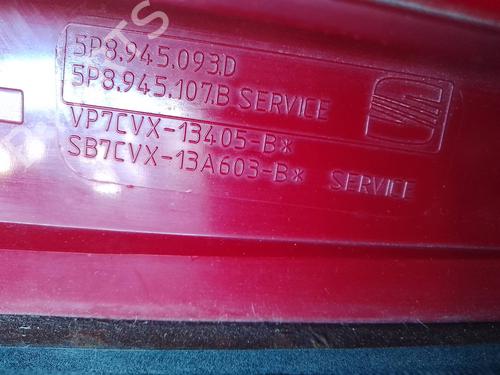 5P8.945.093.D
5P8.945.107.B SERVICE
VP7CVX-13405-B*
SB7CVX-13A603-B* SERVICE